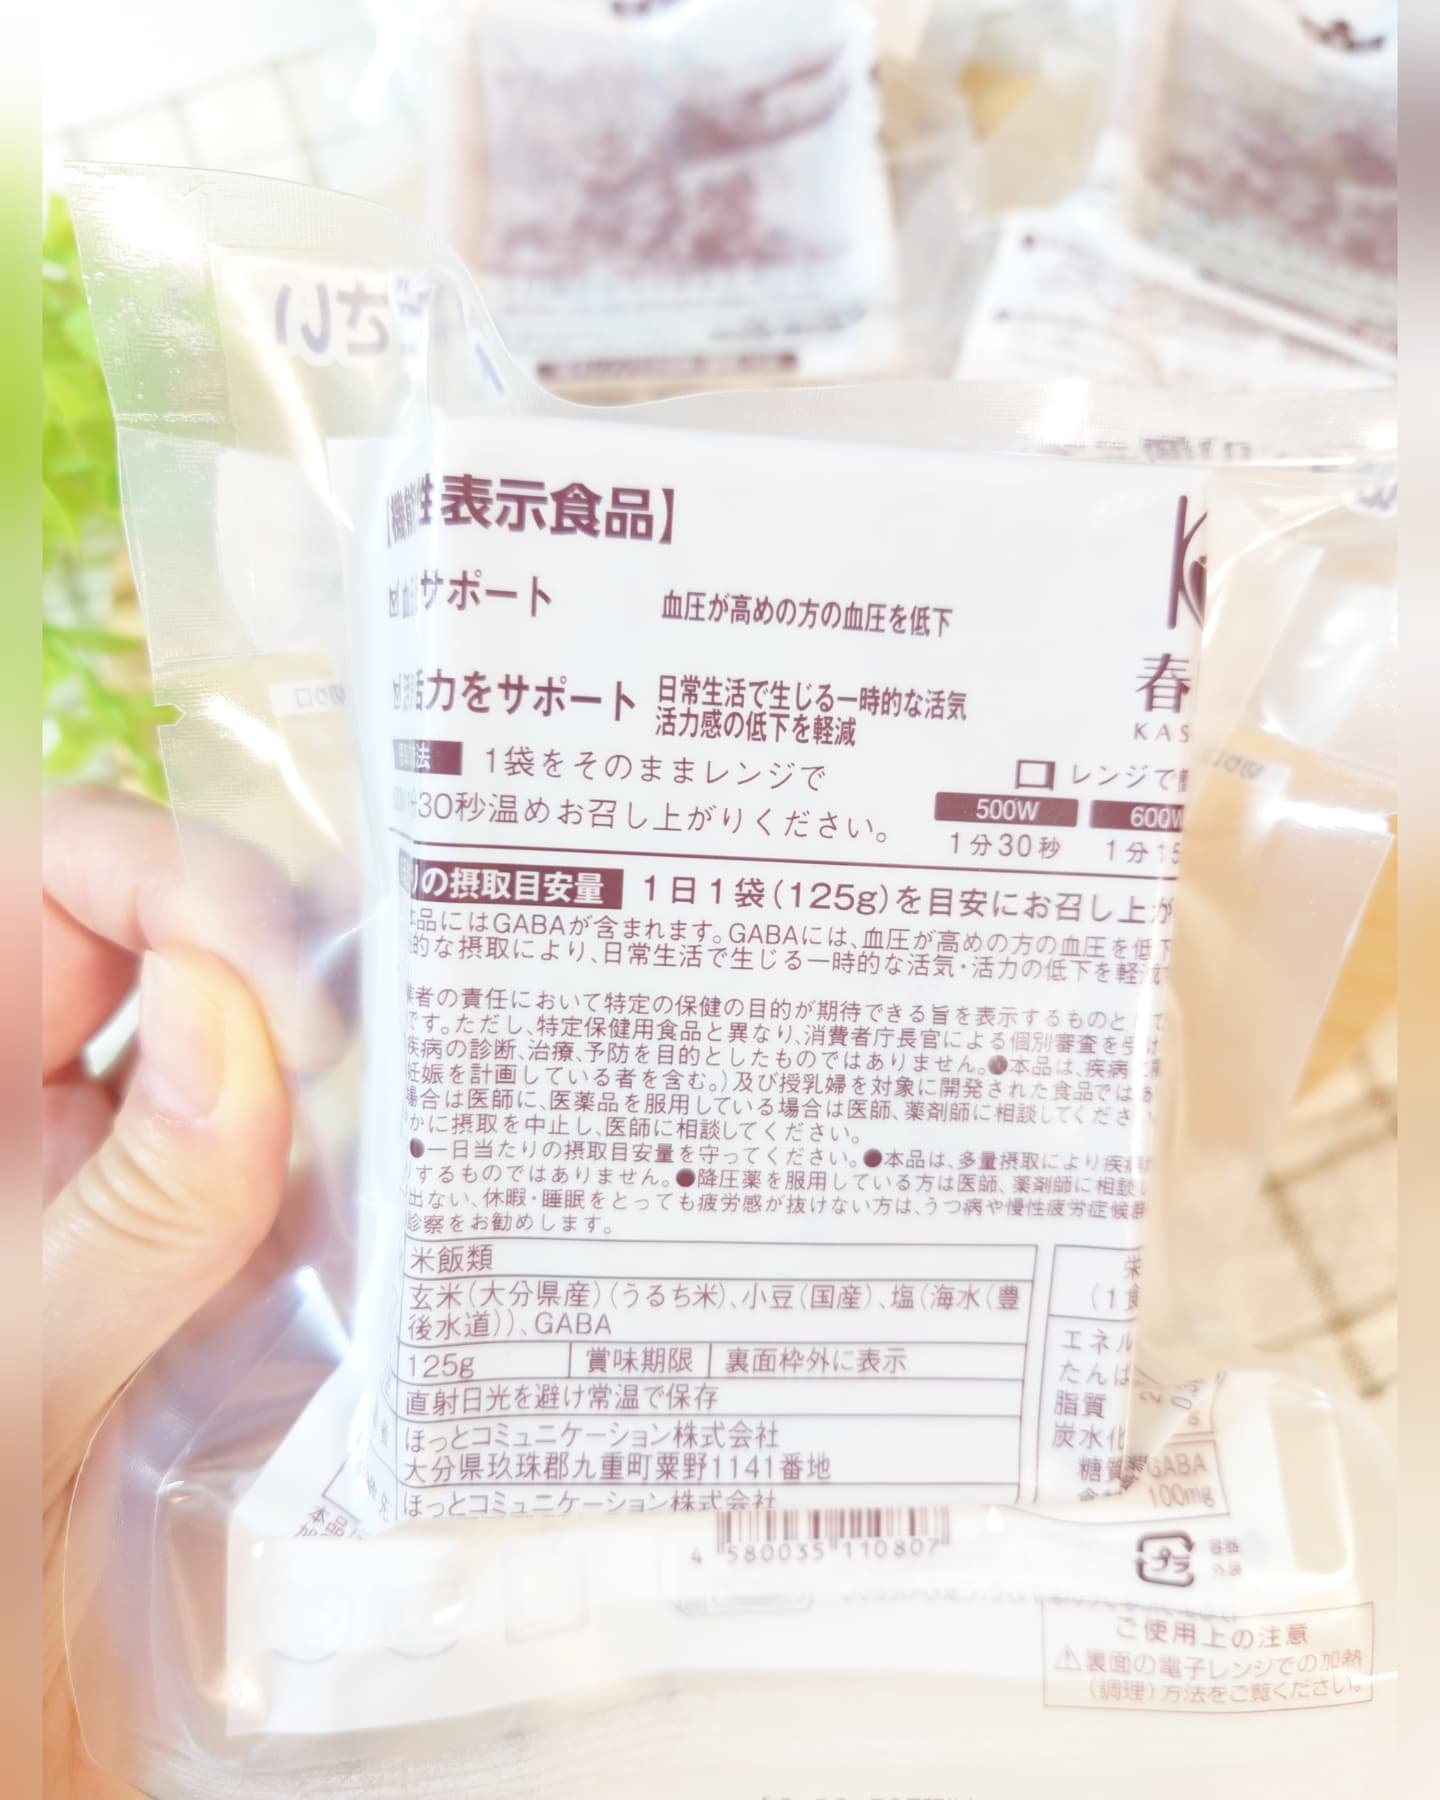 【機能性表示食品】
サポート 血圧が高めの方の血圧を低下
活力をサポート 日常生活で生じる一時的な活気
活力感の低下を軽減
春
KAS
1袋をそのままレンジで
30秒温めお召し上がりください。
レンジで
500W 600W
1分30秒 1分15
りの摂取目安量 1日1袋(125g)を目安にお召し上が
本品にはGABAが含まれます。GABAには、血圧が高めの方の血圧を低下
的な摂取により、日常生活で生じる一時的な活気・活力の低下を軽減
業者の責任において特定の保健の目的が期待できる旨を表示するものと
です。ただし、特定保健用食品と異なり、消費者庁長官による個別審査を受け
疾病の診断、治療、予防を目的としたものではありません。●本品は、疾病
妊娠を計画している者を含む。)及び授乳婦を対象に開発された食品ではあ
場合は医師に、医薬品を服用している場合は医師、薬剤師に相談してくださ
かに摂取を中止し、医師に相談してください。
●一日当たりの摂取目安量を守ってください。●本品は、多量摂取により疾病
りするものではありません。●降圧薬を服用している方は医師、薬剤師に相談し
出ない、休暇・睡眠をとっても疲労感が抜けない方は、うつ病や慢性疲労症候群
診察をお勧めします。
米飯類
玄米(大分県産)(うるち米)、小豆(国産)、塩(海水(豊
後水道))、GABA
125g 賞味期限 裏面枠外に表示
直射日光を避け常温で保存
ほっとコミュニケーション株式会社
大分県玖珠郡九重町粟野1141番地
ほっとコミュニケーション株式会社
栄
(1食
エネル
たんぱ
脂質
炭水化
糖質
GABA
100mg
4 580035 110807
プラ
ご使用上の注意
⚠裏面の電子レンジでの加熱
(調理)方法をご覧ください。